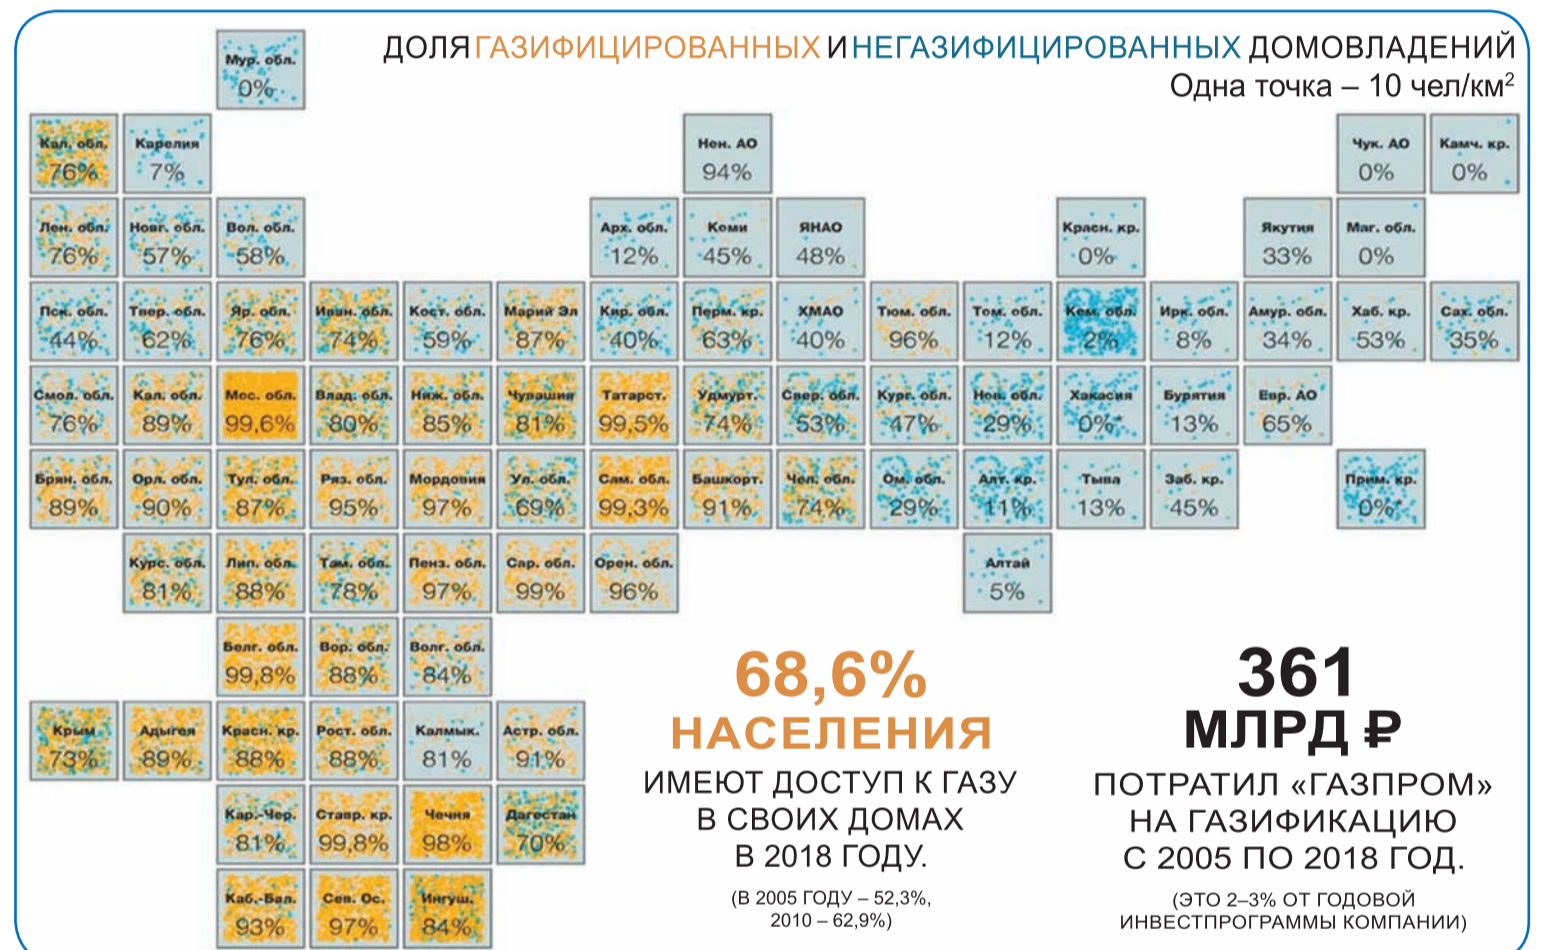 ДОЛЯ ГАЗИФИЦИРОВАННЫХ И НЕГАЗИФИЦИРОВАННЫХ ДОМОВЛАДЕНИЙ
Одна точка – 10 чел/км²
Мур. обл.
0%
Кал. обл. Карелия Нен. АО Чук. АО Камч. кр.
76% 7% 94% 0% 0%
Лен. обл. Новг. обл. Вол. обл. Арх. обл. Коми ЯНАО Красн. кр. Якутия Маг. обл.
76% 57% 58% 12% 45% 48% 0% 33% 0%
Пск. обл. Твер. обл. Яр. обл. Иван. обл. Кост. обл. Марий Эл Кир. обл. Перм. кр. ХМАО Тюм. обл. Том. обл. Кем. обл. Ирк. обл. Амур. обл. Хаб. кр. Сах. обл.
44% 62% 76% 74% 59% 87% 40% 63% 40% 96% 12% 2% 8% 34% 53% 35%
Смол. обл. Кал. обл. Мос. обл. Влад. обл. Ниж. обл. Чувашия Татарст. Удмурт. Свер. обл. Кург. обл. Нов. обл. Хакасия Бурятия Евр. АО
76% 89% 99,6% 80% 85% 81% 99,5% 74% 53% 47% 29% 0% 13% 65%
Брян. обл. Орл. обл. Тул. обл. Ряз. обл. Мордовия Ул. обл. Сам. обл. Башкорт. Чел. обл. Ом. обл. Алт. кр. Тыва Заб. кр. Прим. кр.
89% 90% 87% 95% 97% 69% 99,3% 91% 74% 29% 11% 13% 45% 0%
Курс. обл. Лип. обл. Там. обл. Пенз. обл. Сар. обл. Орен. обл. Алтай
81% 88% 78% 97% 99% 96% 5%
Белг. обл. Вор. обл. Волг. обл.
99,8% 88% 84%
Крым Адыгея Красн. кр. Рост. обл. Калмык. Астр. обл.
73% 89% 88% 88% 81% 91%
Кар.-Чер. Ставр. кр. Чечня Дагестан
81% 99,8% 98% 70%
Каб.-Бал. Сев. Ос. Ингуш.
93% 97% 84%
68,6%
НАСЕЛЕНИЯ
ИМЕЮТ ДОСТУП К ГАЗУ
В СВОИХ ДОМАХ
В 2018 ГОДУ.
(В 2005 ГОДУ – 52,3%,
2010 – 62,9%)
361
МЛРД ₽
ПОТРАТИЛ «ГАЗПРОМ»
НА ГАЗИФИКАЦИЮ
С 2005 ПО 2018 ГОД.
(ЭТО 2–3% ОТ ГОДОВОЙ
ИНВЕСТПРОГРАММЫ КОМПАНИИ)